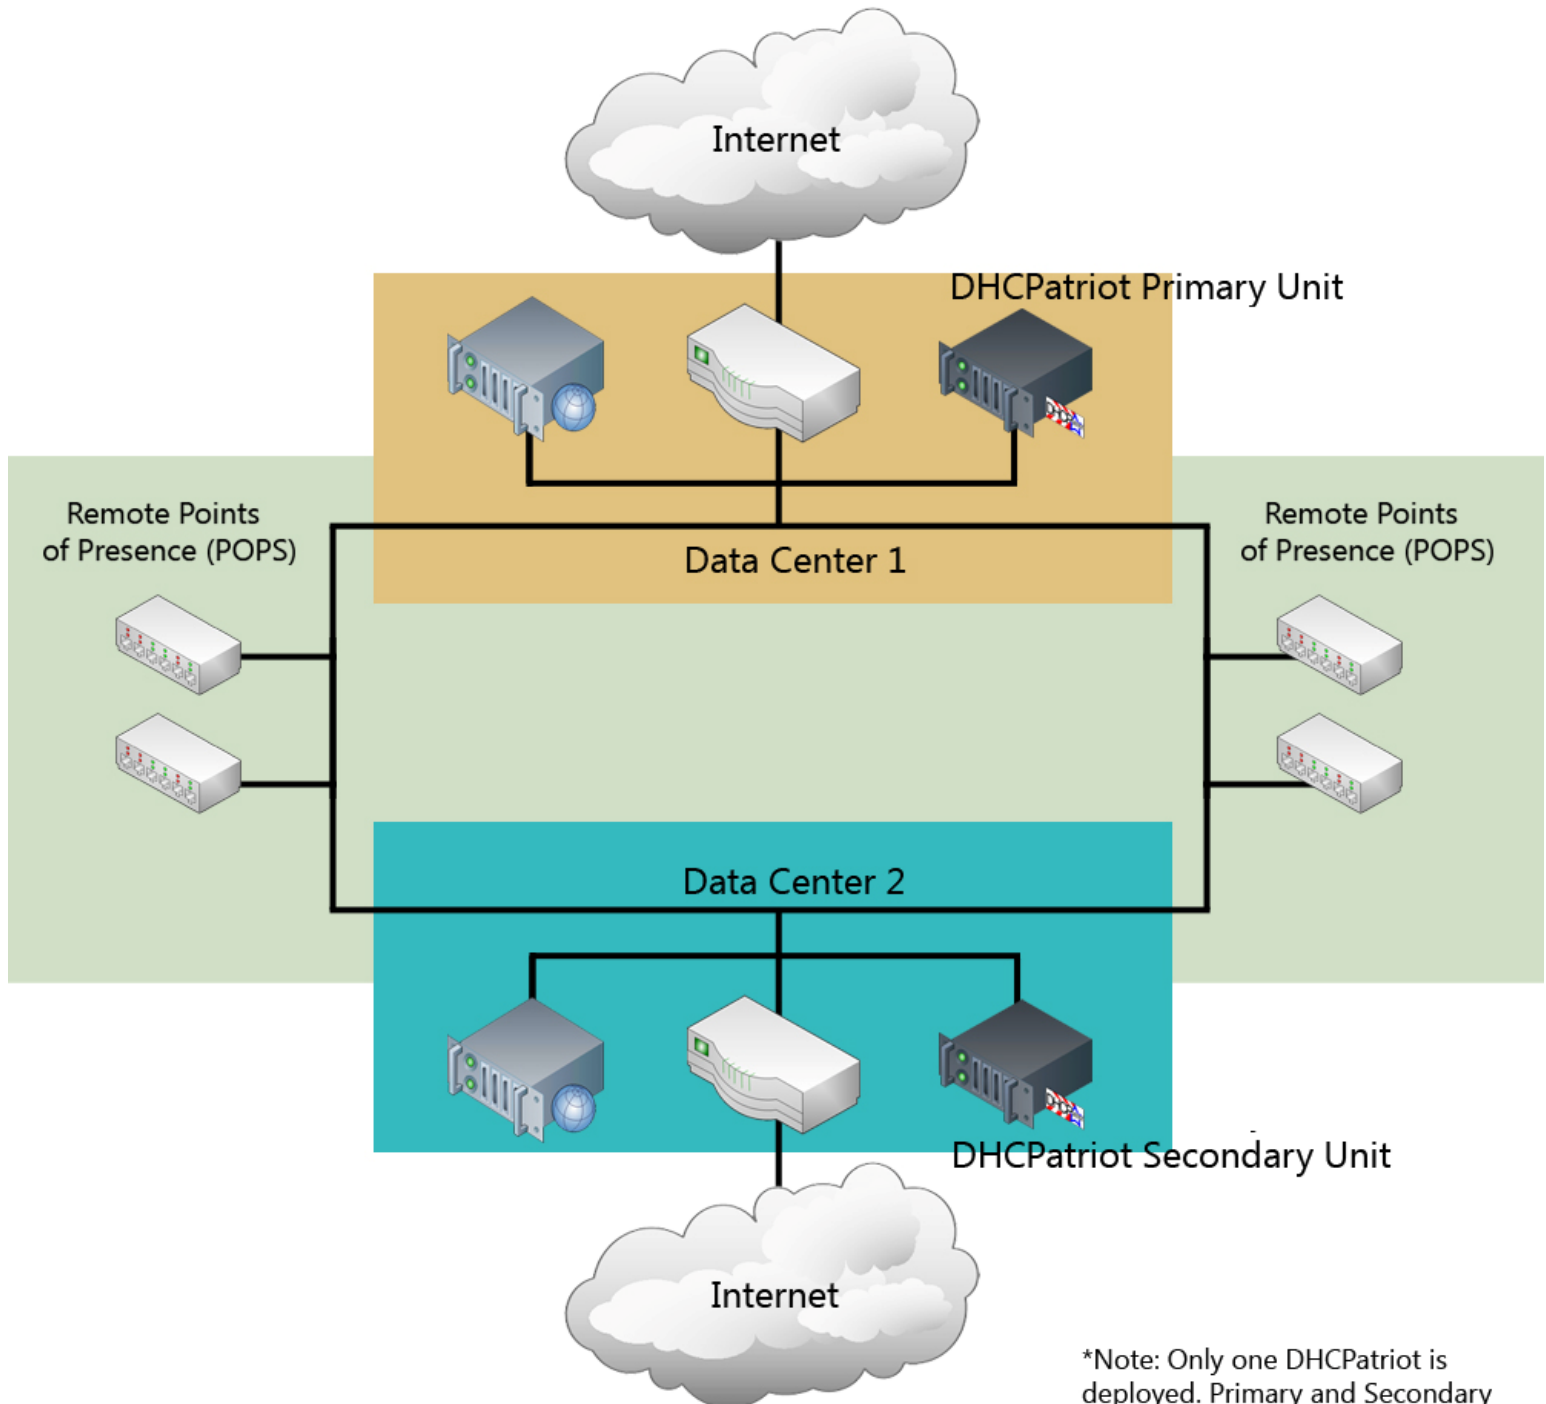 Internet
DHCPatriot Primary Unit
Remote Points
of Presence (POPS)
Remote Points
of Presence (POPS)
Data Center 1
Data Center 2
DHCPatriot Secondary Unit
Internet
*Note: Only one DHCPatriot is
deployed. Primary and Secondary